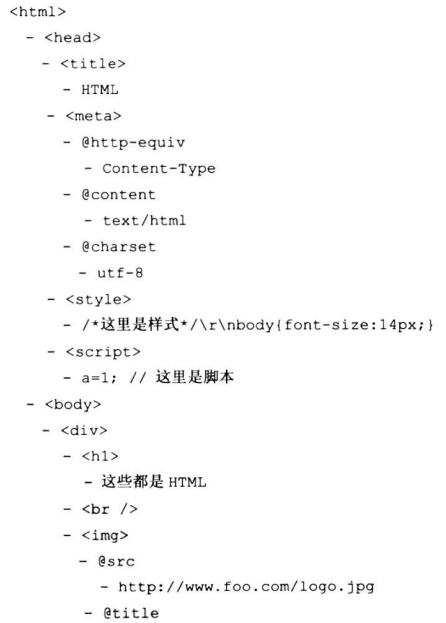 <html>
- <head>
- <title>
- HTML
- <meta>
- @http-equiv
- Content-Type
- @content
- text/html
- @charset
- utf-8
- <style>
- /*这里是样式*/\r\nbody{font-size:14px;}
- <script>
- a=1; // 这里是脚本
- <body>
- <div>
- <h1>
- 这些都是 HTML
- <br />
- <img>
- @src
- http://www.foo.com/logo.jpg
- @title